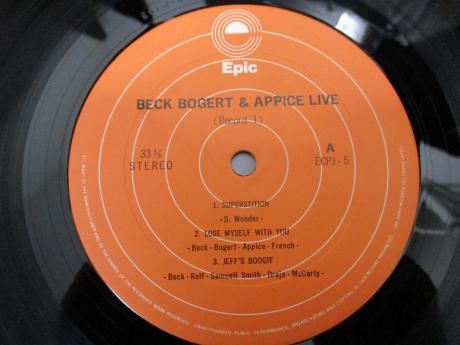 Epic
BECK BOGERT & APPICE LIVE
(Record 1)
33⅓
STEREO
A
ECPJ-5
1. SUPERSTITION
-S. Wonder-
2. LOSE MYSELF WITH YOU
-Beck-Bogert-Appice-French-
3. JEFF'S BOOGIE
-Beck-Relf-Samwell Smith-Dreja-McCarty-